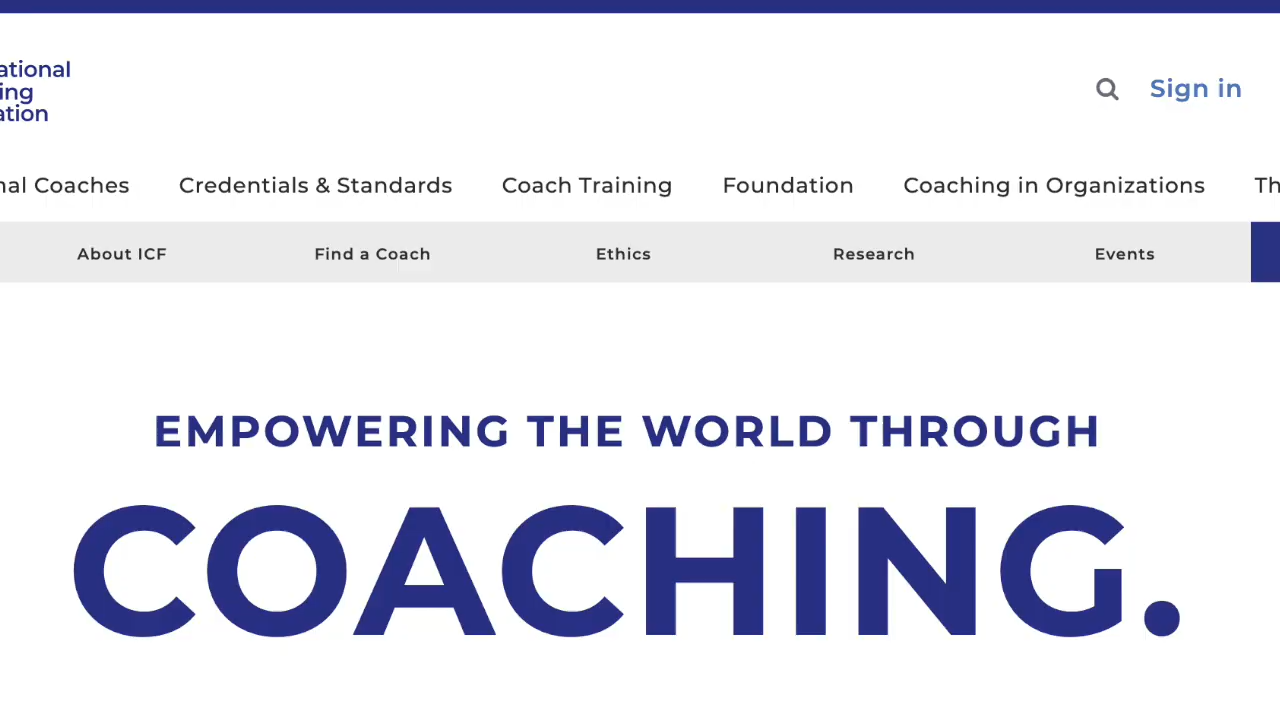 ational
ing
ation
Sign in
nal Coaches Credentials & Standards Coach Training Foundation Coaching in Organizations Th
About ICF Find a Coach Ethics Research Events
EMPOWERING THE WORLD THROUGH
COACHING.